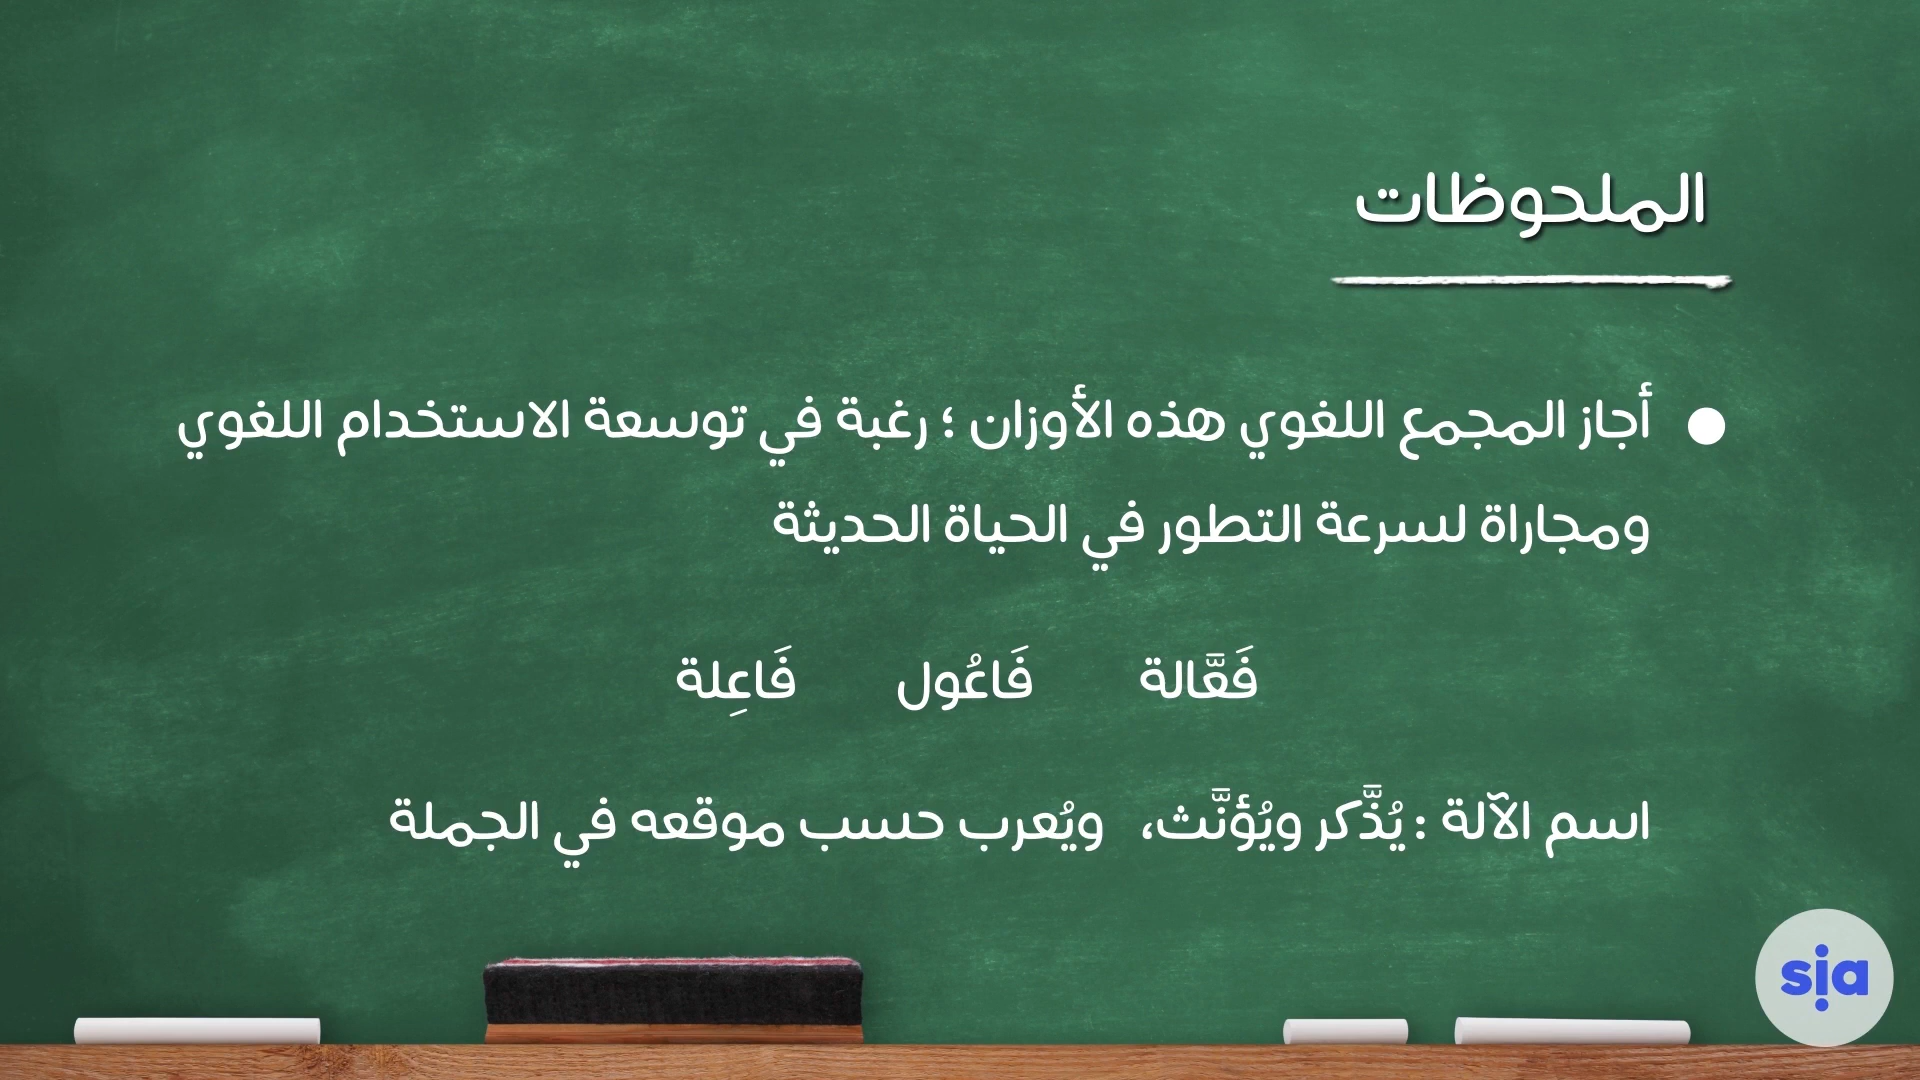 الملحوظات
● أجاز المجمع اللغوي هذه الأوزان ؛ رغبة في توسعة الاستخدام اللغوي
ومجاراة لسرعة التطور في الحياة الحديثة
فَعَّالة فَاعُول فَاعِلة
اسم الآلة : يُذَّكر ويُؤنَّث، ويُعرب حسب موقعه في الجملة
sia